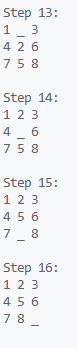 Step 13:
1 _ 3
4 2 6
7 5 8

Step 14:
1 2 3
4 _ 6
7 5 8

Step 15:
1 2 3
4 5 6
7 _ 8

Step 16:
1 2 3
4 5 6
7 8 _